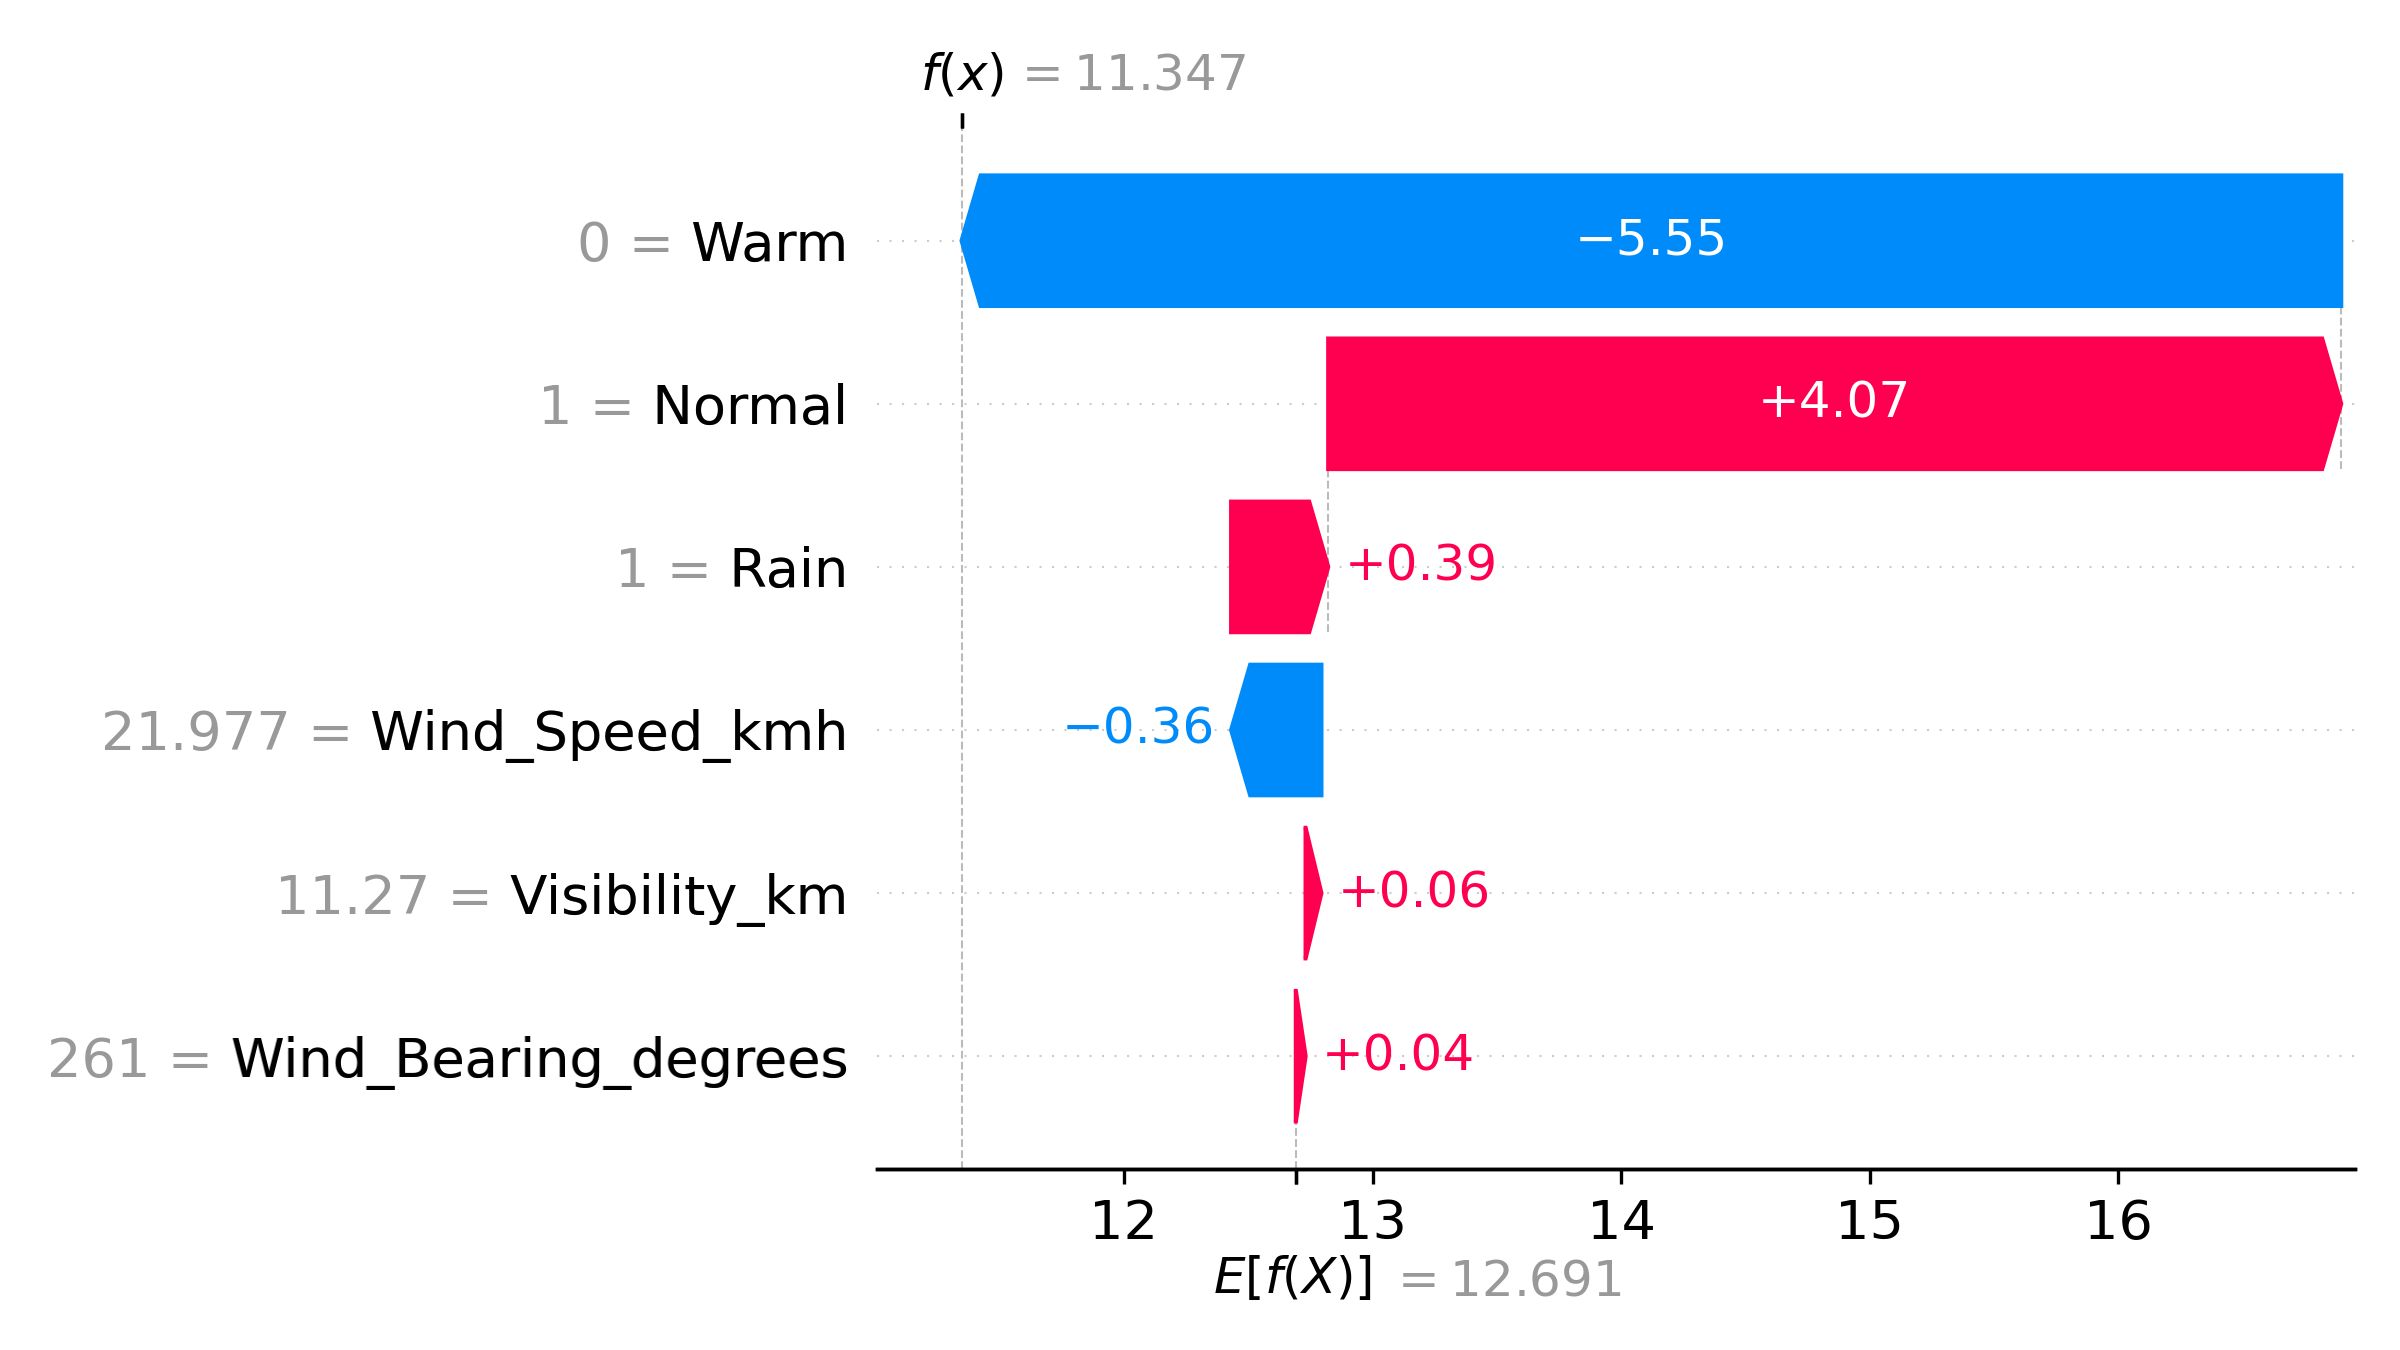 f(x) = 11.347
0 = Warm
−5.55
1 = Normal
+4.07
1 = Rain
+0.39
21.977 = Wind_Speed_kmh
−0.36
11.27 = Visibility_km
+0.06
261 = Wind_Bearing_degrees
+0.04
12 13 14 15 16
E[f(X)] = 12.691